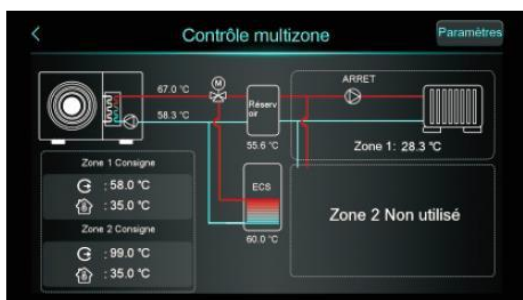 Contrôle multizone
Paramètres
ARRET
67.0 °C
M
58.3 °C
Réserv
oir
55.6 °C
Zone 1: 28.3 °C
Zone 1 Consigne
: 58.0 °C
: 35.0 °C
Zone 2 Consigne
: 99.0 °C
: 35.0 °C
ECS
60.0 °C
Zone 2 Non utilisé